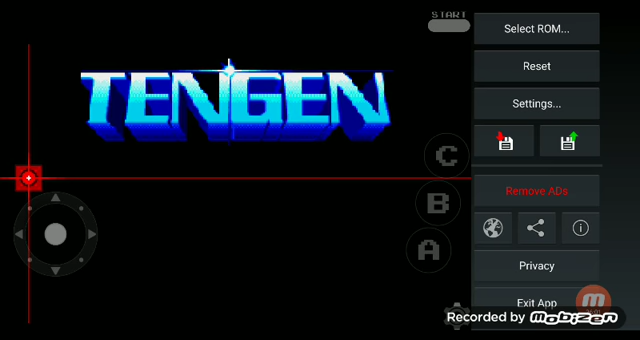 START
Select ROM...
TENGEN
Reset
Settings...
C
Remove ADs
B
A
Privacy
Exit App
Recorded by Mobizen